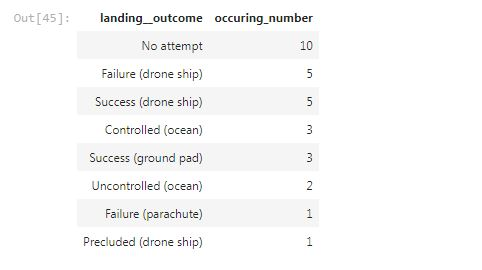 Out[45]: landing__outcome occuring_number
No attempt 10
Failure (drone ship) 5
Success (drone ship) 5
Controlled (ocean) 3
Success (ground pad) 3
Uncontrolled (ocean) 2
Failure (parachute) 1
Precluded (drone ship) 1